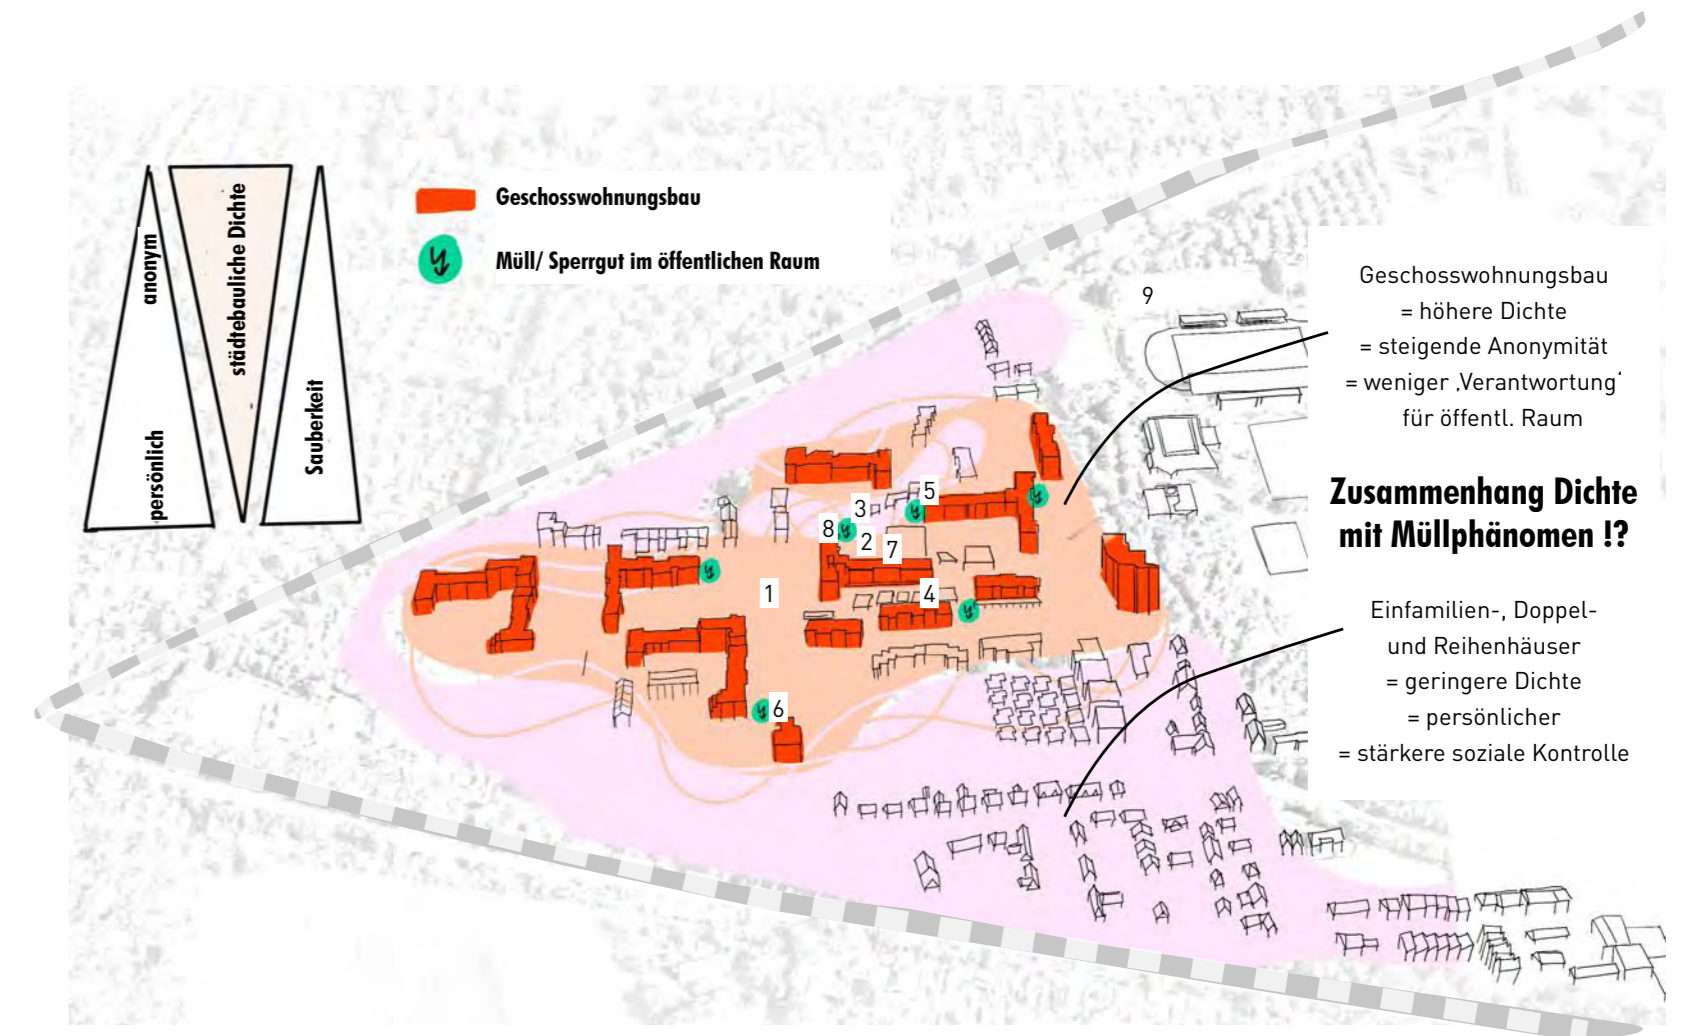 anonym
persönlich
städtebauliche Dichte
Sauberkeit
Geschosswohnungsbau
Müll/ Sperrgut im öffentlichen Raum
9
Geschosswohnungsbau
= höhere Dichte
= steigende Anonymität
= weniger ‚Verantwortung‘
für öffentl. Raum
Zusammenhang Dichte
mit Müllphänomen !?
Einfamilien-, Doppel-
und Reihenhäuser
= geringere Dichte
= persönlicher
= stärkere soziale Kontrolle
5
3
8
2
7
1
4
6